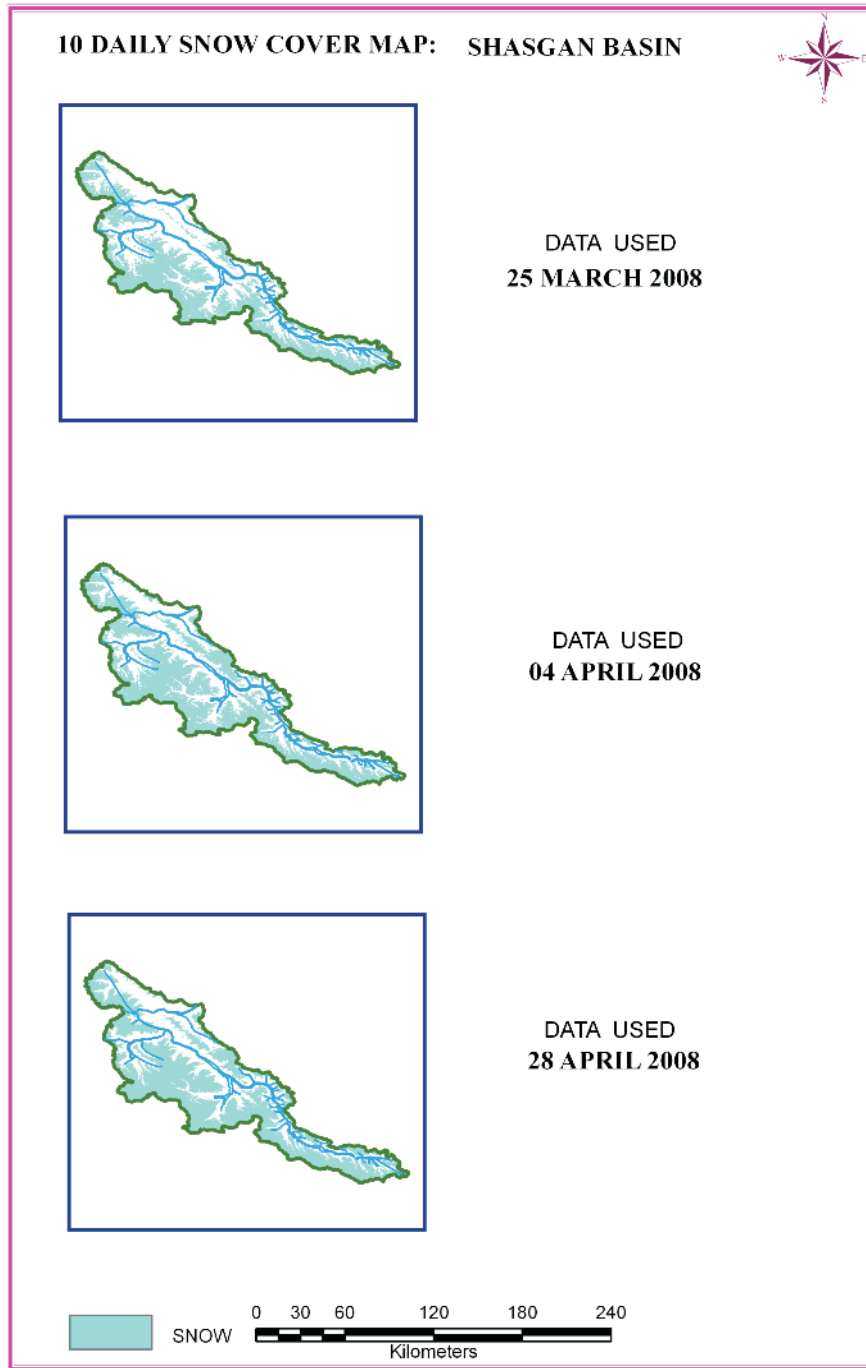 10 DAILY SNOW COVER MAP: SHASGAN BASIN
N
W E
S
DATA USED
25 MARCH 2008
DATA USED
04 APRIL 2008
DATA USED
28 APRIL 2008
0 30 60 120 180 240
SNOW
Kilometers